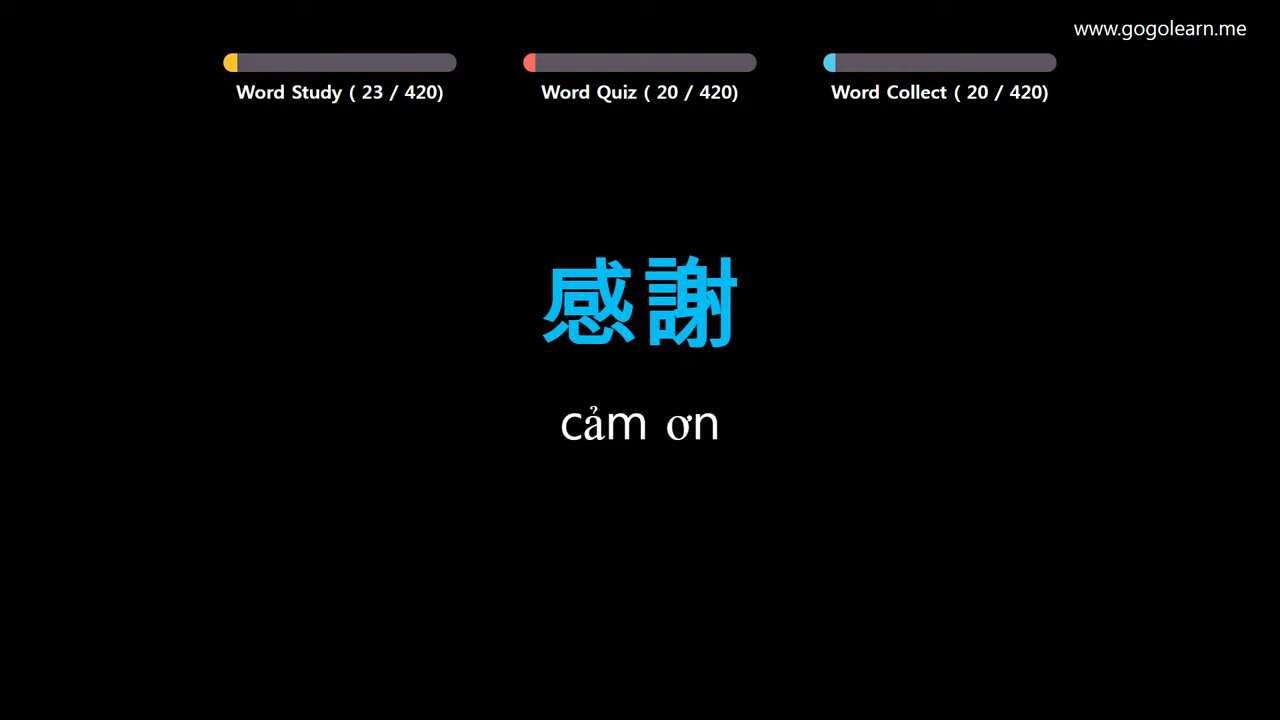 www.gogolearn.me
Word Study ( 23 / 420)
Word Quiz ( 20 / 420)
Word Collect ( 20 / 420)
感謝
cảm ơn